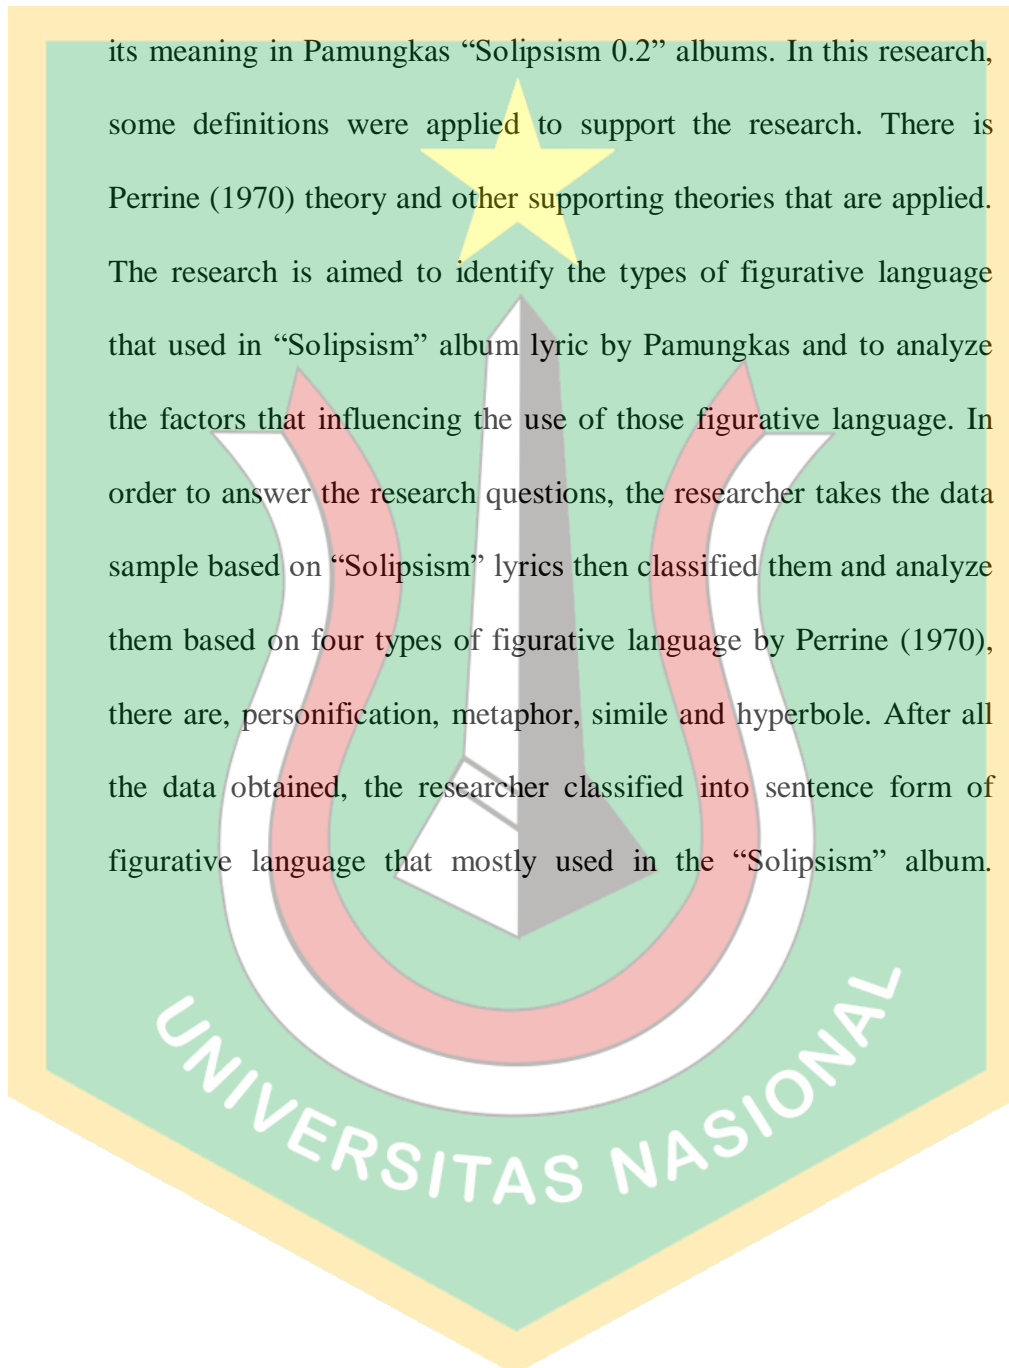 its meaning in Pamungkas “Solipsism 0.2” albums. In this research,
some definitions were applied to support the research. There is
Perrine (1970) theory and other supporting theories that are applied.
The research is aimed to identify the types of figurative language
that used in “Solipsism” album lyric by Pamungkas and to analyze
the factors that influencing the use of those figurative language. In
order to answer the research questions, the researcher takes the data
sample based on “Solipsism” lyrics then classified them and analyze
them based on four types of figurative language by Perrine (1970),
there are, personification, metaphor, simile and hyperbole. After all
the data obtained, the researcher classified into sentence form of
figurative language that mostly used in the “Solipsism” album.
UNIVERSITAS NASIONAL